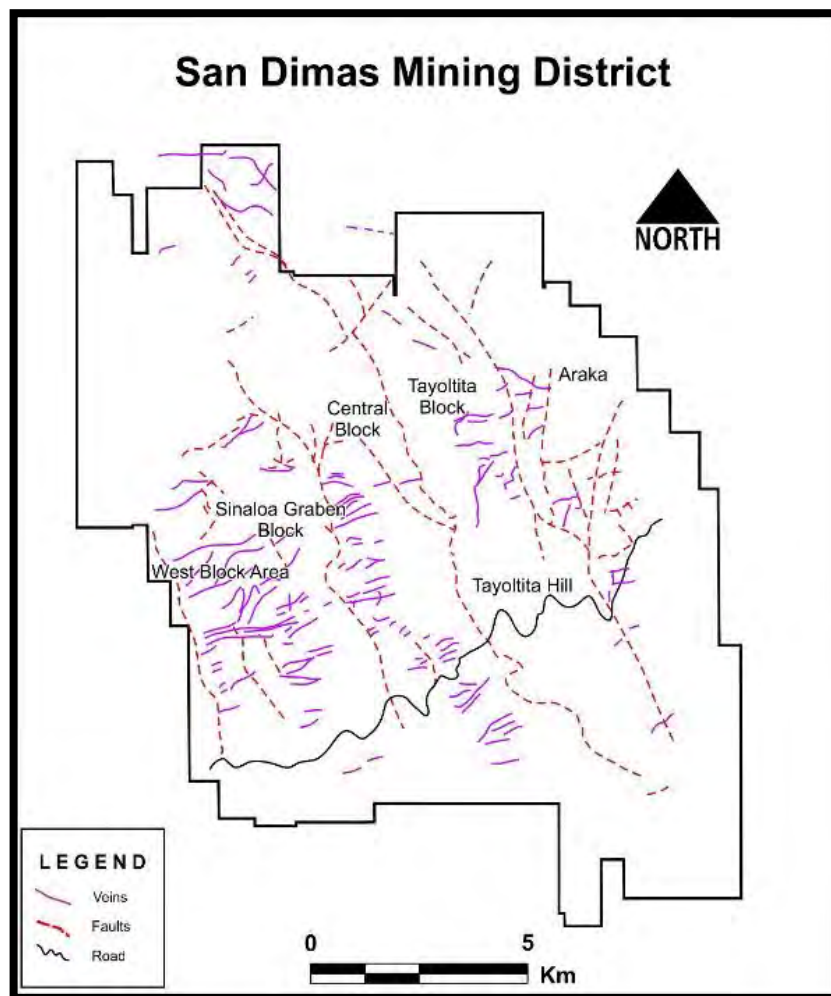 San Dimas Mining District
NORTH
Araka
Tayoltita
Block
Central
Block
Sinaloa Graben
Block
West Block Area
Tayoltita Hill
LEGEND
Veins
Faults
Road
0 5
Km